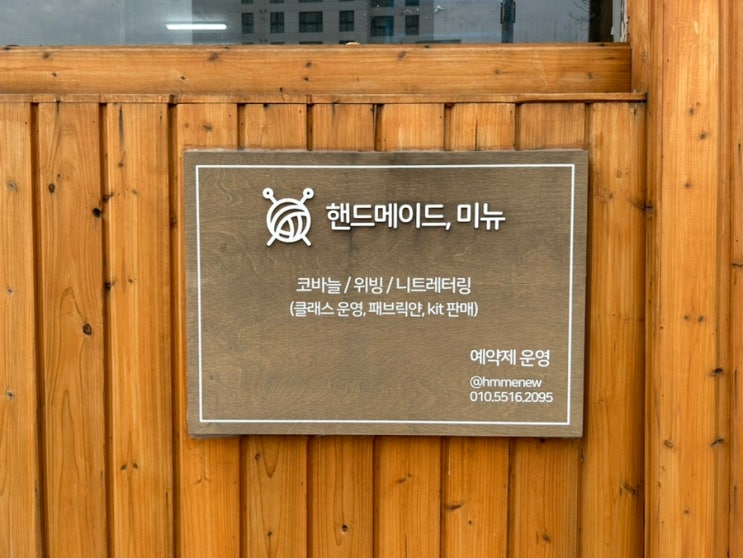 핸드메이드, 미뉴
코바늘 / 위빙 / 니트레터링
(클래스 운영, 패브릭얀, kit 판매)
예약제 운영
@hmmenew
010.5516.2095